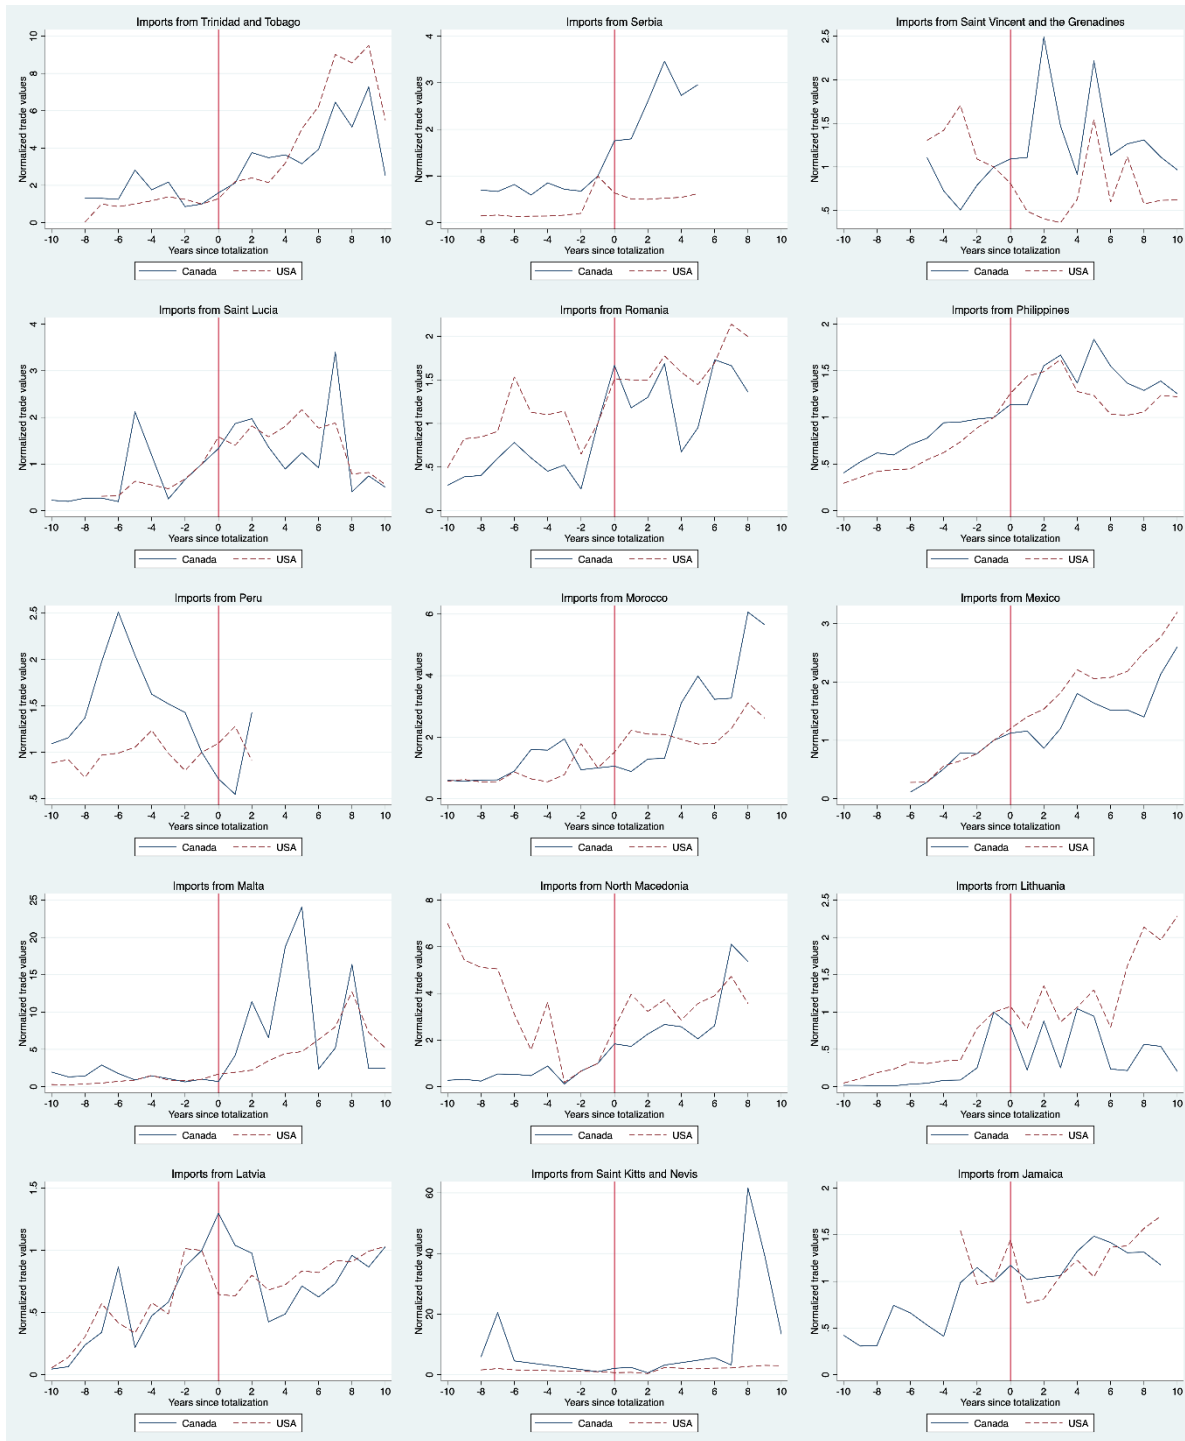 Imports from Trinidad and Tobago
Normalized trade values
10
8
6
4
2
0
-10 -8 -6 -4 -2 0 2 4 6 8 10
Years since totalization
Canada USA
Imports from Serbia
Normalized trade values
4
3
2
1
0
-10 -8 -6 -4 -2 0 2 4 6 8 10
Years since totalization
Canada USA
Imports from Saint Vincent and the Grenadines
Normalized trade values
2.5
2
1.5
1
.5
-10 -8 -6 -4 -2 0 2 4 6 8 10
Years since totalization
Canada USA
Imports from Saint Lucia
Normalized trade values
4
3
2
1
0
-10 -8 -6 -4 -2 0 2 4 6 8 10
Years since totalization
Canada USA
Imports from Romania
Normalized trade values
2
1.5
1
.5
0
-10 -8 -6 -4 -2 0 2 4 6 8 10
Years since totalization
Canada USA
Imports from Philippines
Normalized trade values
2
1.5
1
.5
0
-10 -8 -6 -4 -2 0 2 4 6 8 10
Years since totalization
Canada USA
Imports from Peru
Normalized trade values
2.5
2
1.5
1
.5
-10 -8 -6 -4 -2 0 2 4 6 8 10
Years since totalization
Canada USA
Imports from Morocco
Normalized trade values
6
4
2
0
-10 -8 -6 -4 -2 0 2 4 6 8 10
Years since totalization
Canada USA
Imports from Mexico
Normalized trade values
3
2
1
0
-10 -8 -6 -4 -2 0 2 4 6 8 10
Years since totalization
Canada USA
Imports from Malta
Normalized trade values
25
20
15
10
5
0
-10 -8 -6 -4 -2 0 2 4 6 8 10
Years since totalization
Canada USA
Imports from North Macedonia
Normalized trade values
8
6
4
2
0
-10 -8 -6 -4 -2 0 2 4 6 8 10
Years since totalization
Canada USA
Imports from Lithuania
Normalized trade values
2.5
2
1.5
1
.5
0
-10 -8 -6 -4 -2 0 2 4 6 8 10
Years since totalization
Canada USA
Imports from Latvia
Normalized trade values
1.5
1
.5
0
-10 -8 -6 -4 -2 0 2 4 6 8 10
Years since totalization
Canada USA
Imports from Saint Kitts and Nevis
Normalized trade values
60
40
20
0
-10 -8 -6 -4 -2 0 2 4 6 8 10
Years since totalization
Canada USA
Imports from Jamaica
Normalized trade values
2
1.5
1
.5
0
-10 -8 -6 -4 -2 0 2 4 6 8 10
Years since totalization
Canada USA